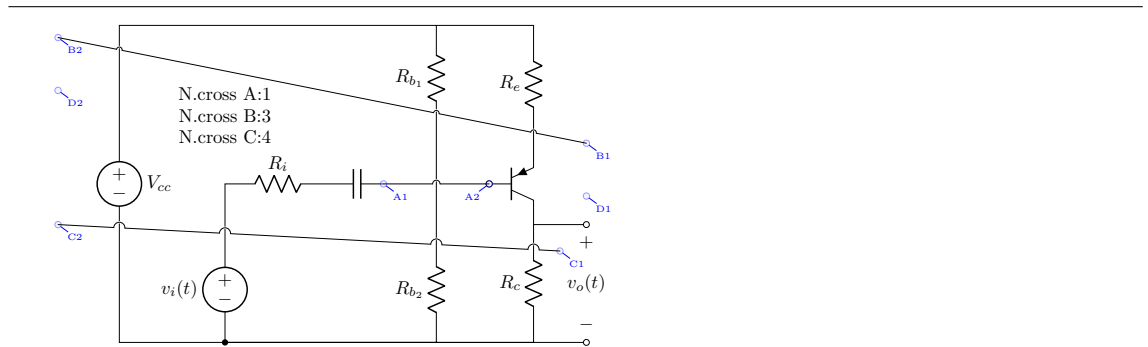 B2
D2
N.cross A:1
N.cross B:3
N.cross C:4
R_{b_1}
R_e
B1
R_i
V_{cc}
+
−
A1
A2
D1
C2
+
C1
v_i(t)
+
−
R_{b_2}
R_c
v_o(t)
−